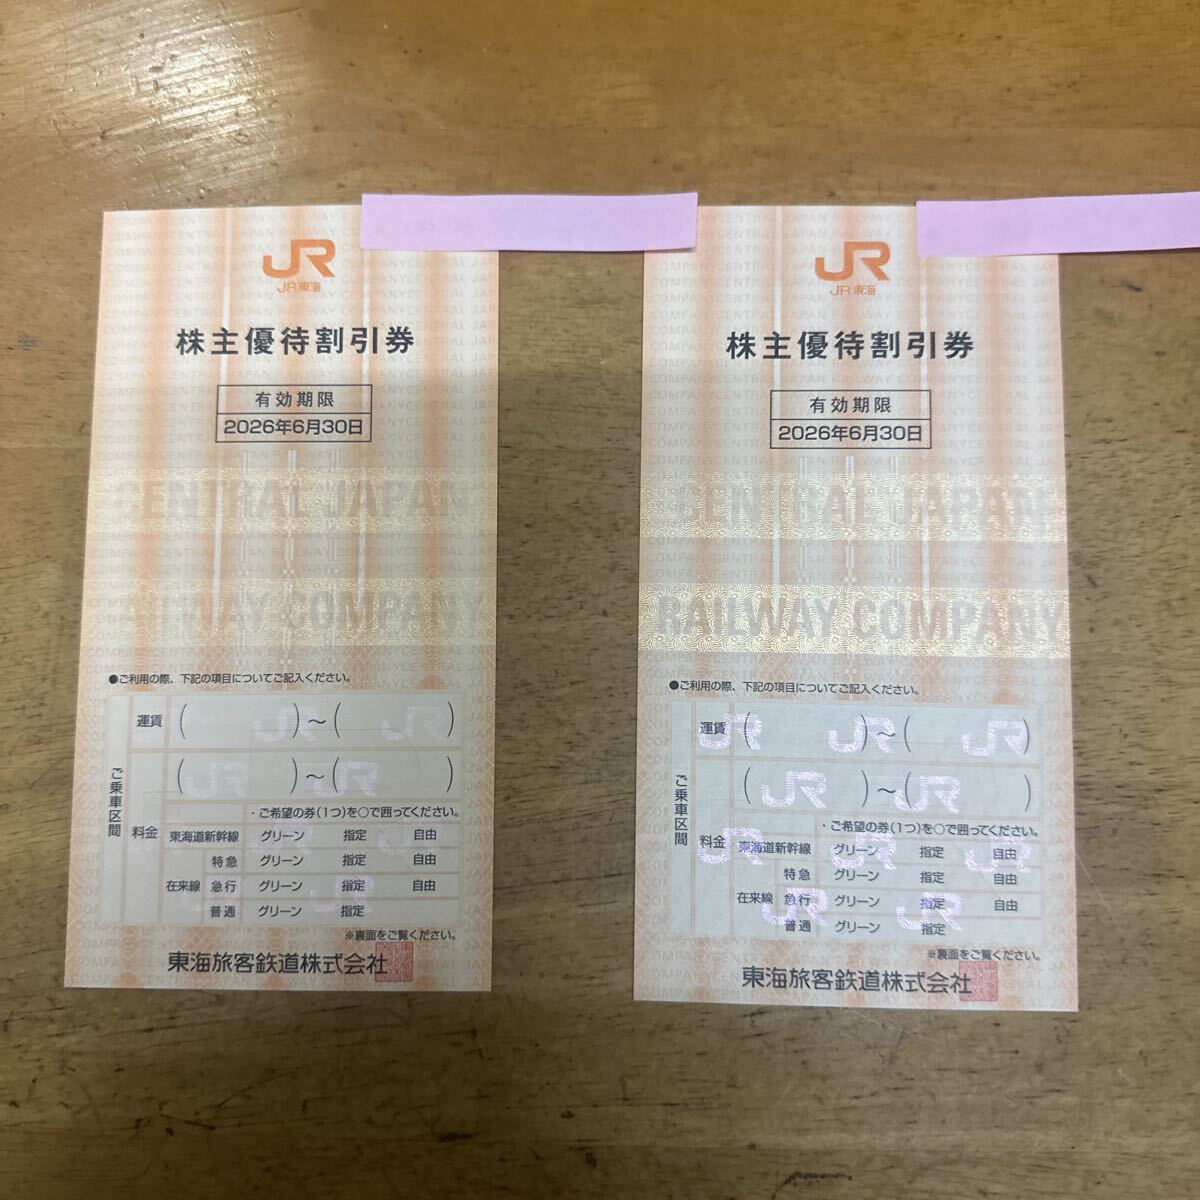 JR
JR東海
株主優待割引券
有効期限
2026年6月30日
CENTRAL JAPAN
RAILWAY COMPANY
●ご利用の際、下記の項目についてご記入ください。
ご乗車区間
運賃 ( )~( )
料金 ( )~( )
・ご希望の券(1つ)を○で囲ってください。
東海道新幹線 グリーン 指定 自由
在来線
特急 グリーン 指定 自由
急行 グリーン 指定 自由
普通 グリーン 指定
※裏面をご覧ください。
東海旅客鉄道株式会社
JR
JR東海
株主優待割引券
有効期限
2026年6月30日
CENTRAL JAPAN
RAILWAY COMPANY
●ご利用の際、下記の項目についてご記入ください。
ご乗車区間
運賃 ( )~( )
料金 ( )~( )
・ご希望の券(1つ)を○で囲ってください。
東海道新幹線 グリーン 指定 自由
在来線
特急 グリーン 指定 自由
急行 グリーン 指定 自由
普通 グリーン 指定
※裏面をご覧ください。
東海旅客鉄道株式会社